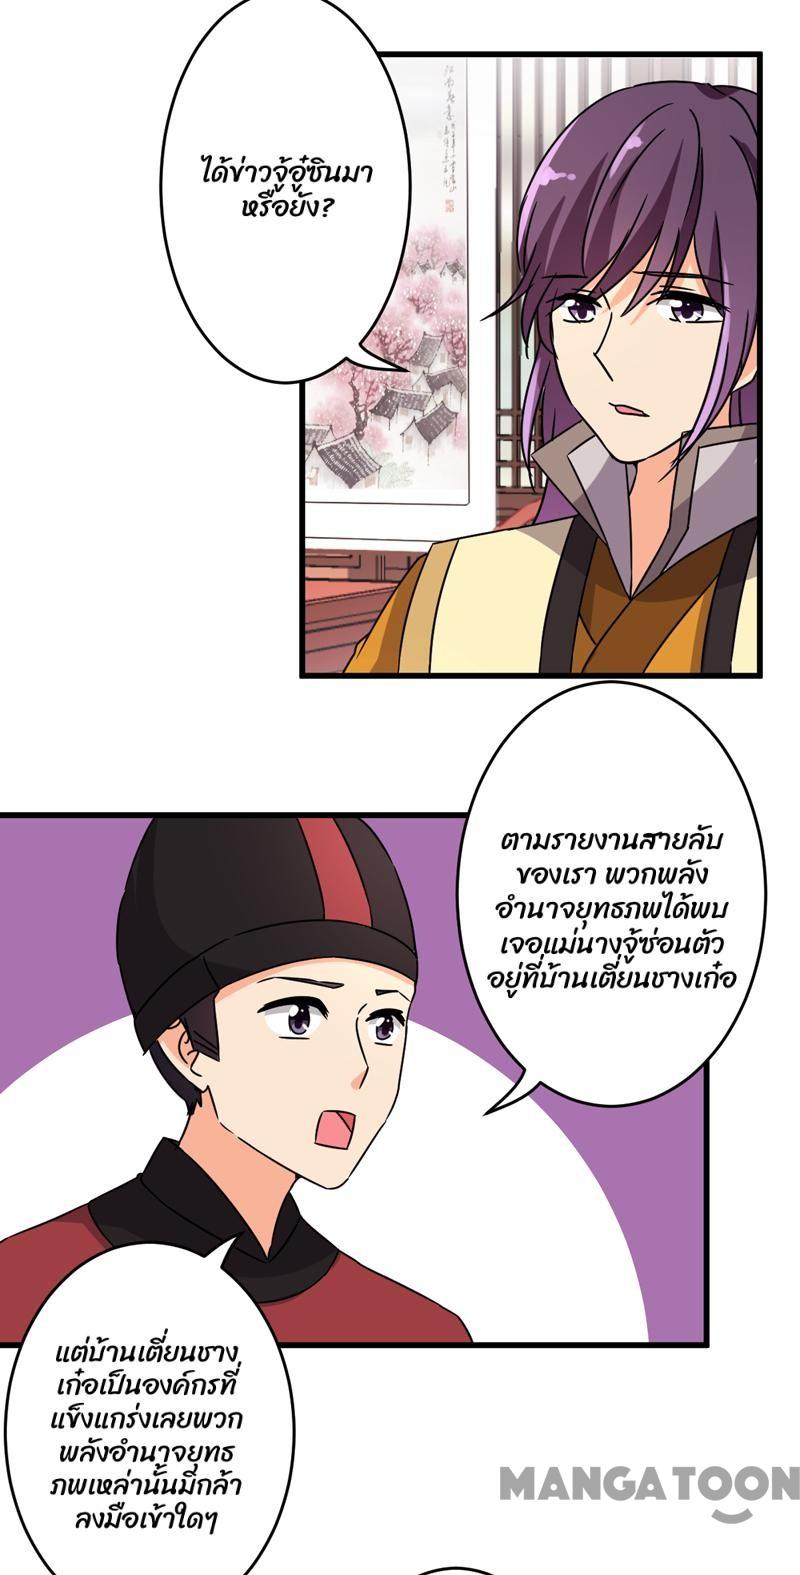 ได้ข่าวจู้อู๋ซินมา
หรือยัง?
ตามรายงานสายลับ
ของเรา พวกพลัง
อำนาจยุทธภพได้พบ
เจอแม่นางจู้ซ่อนตัว
อยู่ที่บ้านเตี่ยนชางเก๋อ
แต่บ้านเตี่ยนชาง
เก๋อเป็นองค์กรที่
แข็งแกร่งเลยพวก
พลังอำนาจยุทธ
ภพเหล่านั้นมิกล้า
ลงมือเข้าใดๆ
MANGATOON